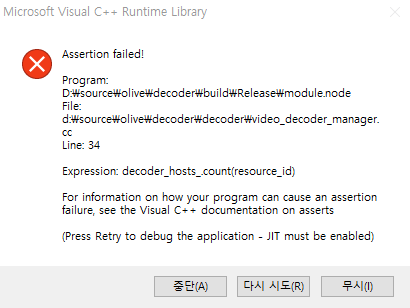 Microsoft Visual C++ Runtime Library
Assertion failed!
Program:
D:₩source₩olive₩decoder₩build₩Release₩module.node
File:
d:₩source₩olive₩decoder₩decoder₩video_decoder_manager.
cc
Line: 34
Expression: decoder_hosts_.count(resource_id)
For information on how your program can cause an assertion
failure, see the Visual C++ documentation on asserts
(Press Retry to debug the application - JIT must be enabled)
중단(A) 다시 시도(R) 무시(I)